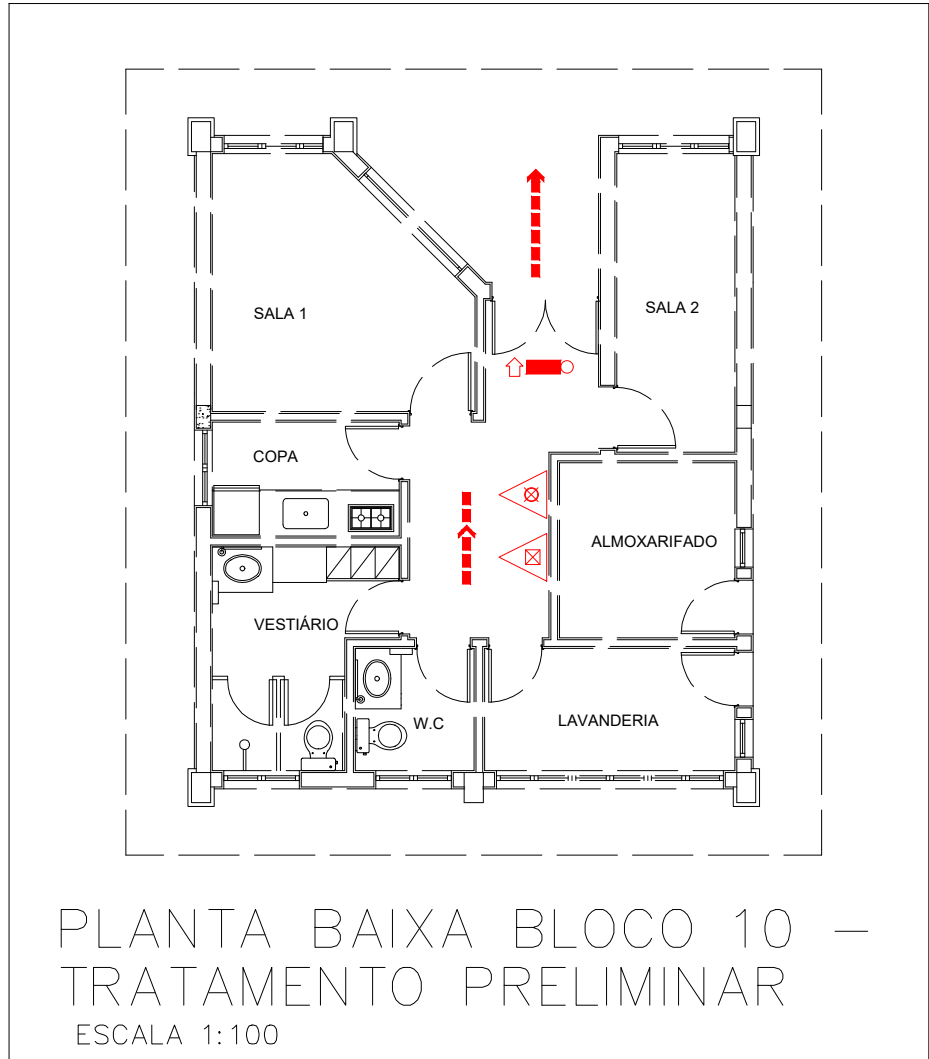 SALA 1
SALA 2
COPA
ALMOXARIFADO
VESTIÁRIO
W.C
LAVANDERIA
PLANTA BAIXA BLOCO 10 –
TRATAMENTO PRELIMINAR
ESCALA 1:100